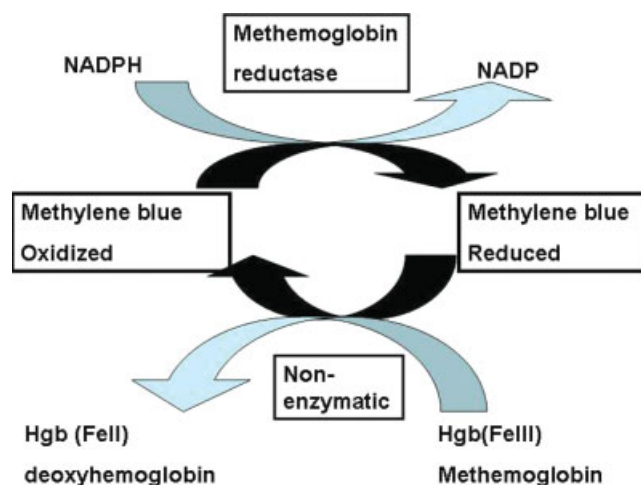 Methemoglobin
reductase
NADPH
NADP
Methylene blue
Oxidized
Methylene blue
Reduced
Non-
enzymatic
Hgb (FeII)
deoxyhemoglobin
Hgb(FeIII)
Methemoglobin